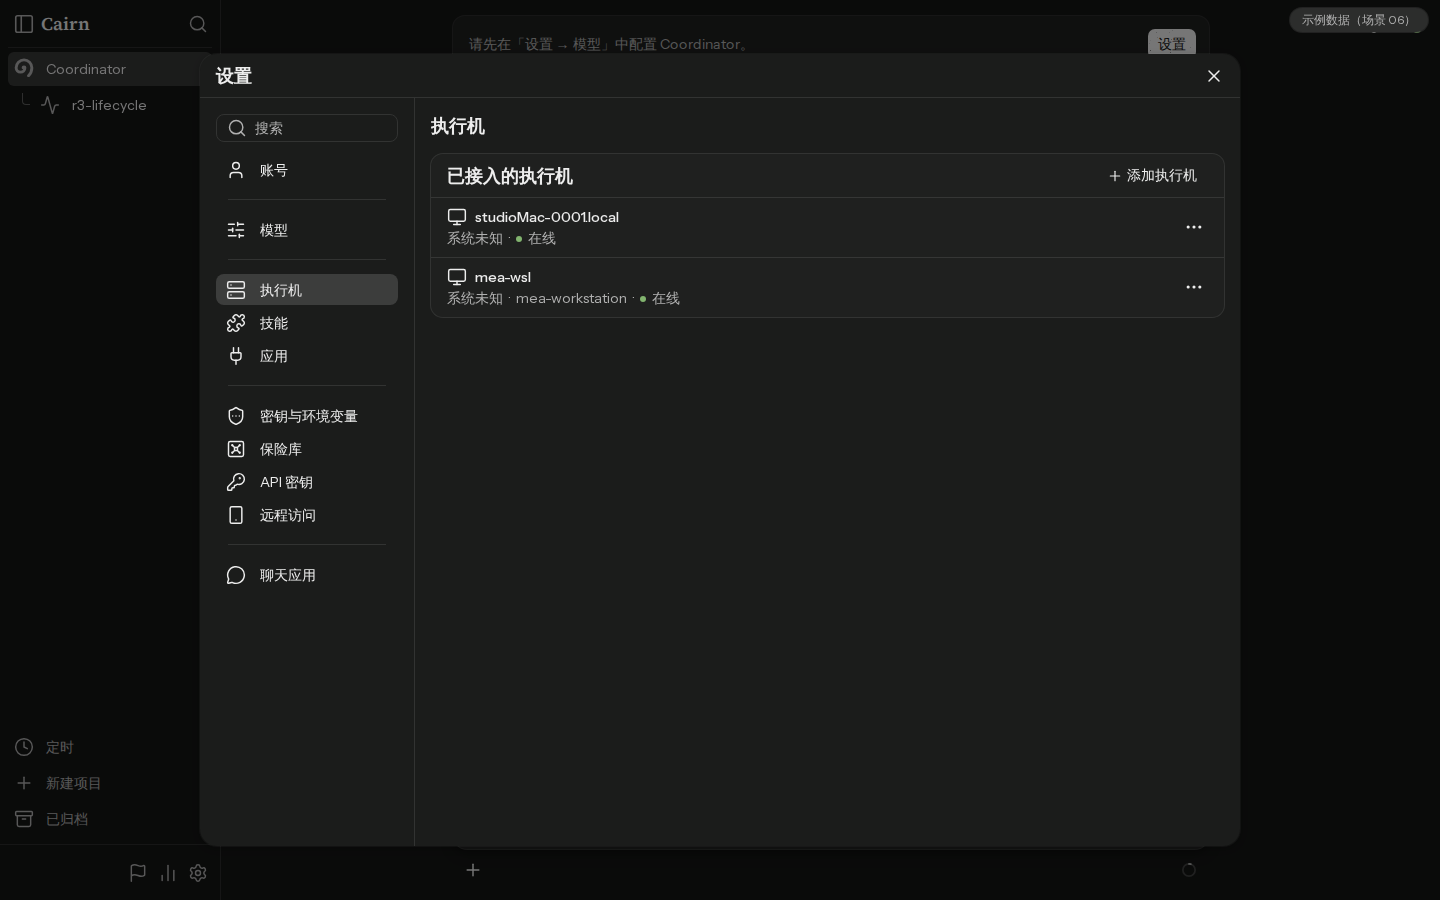 Cairn
示例数据（场景 06）
请先在「设置 → 模型」中配置 Coordinator。
设置
Coordinator
r3-lifecycle
设置
搜索
账号
模型
执行机
技能
应用
密钥与环境变量
保险库
API 密钥
远程访问
聊天应用
执行机
已接入的执行机
添加执行机
studioMac-0001.local
系统未知 · 在线
mea-wsl
系统未知 · mea-workstation · 在线
定时
新建项目
已归档